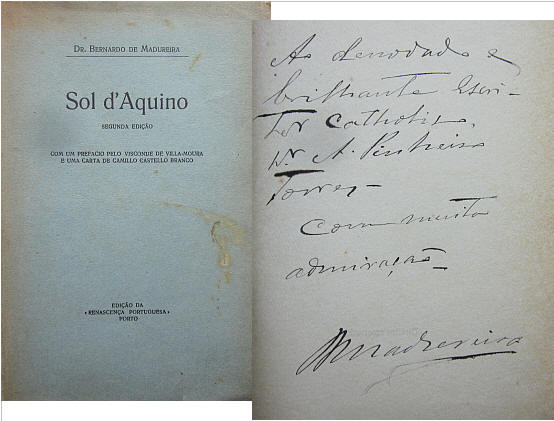 DR. BERNARDO DE MADUREIRA
Sol d'Aquino
SEGUNDA EDIÇÃO
COM UM PREFACIO PELO VISCONDE DE VILLA-MOURA
E UMA CARTA DE CAMILLO CASTELLO BRANCO
EDIÇÃO DA
«RENASCENÇA PORTUGUESA»
PORTO
Ao denodado e
brilhante Escri-
tor Catholico,
Dr. A. Pinheiro
Torres—
Com muita
admiração
BMadureira